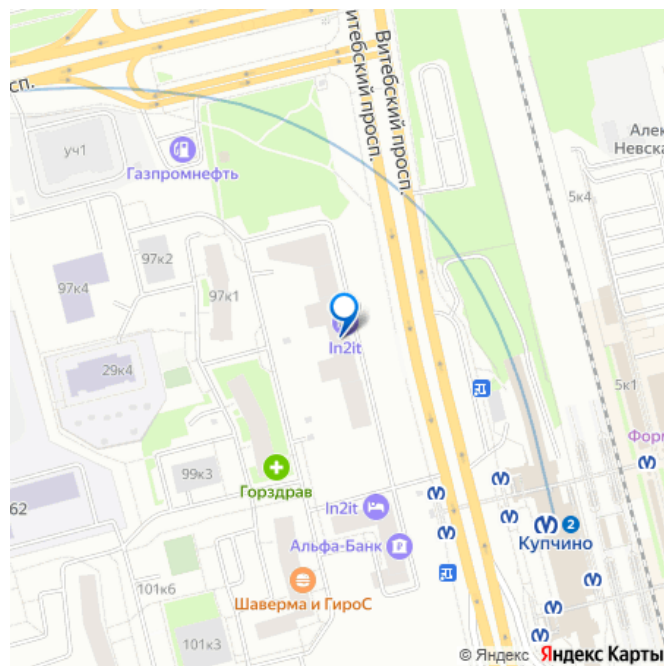 Витебский просп.
Витебский просп.
сп.
уч1
Газпромнефть
Алек
Невска
5к4
97к2
97к4
97к1
In2it
29к4
5к1
Форм
99к3
Горздрав
62
In2it
2
Купчино
Альфа-Банк
101к6
Шаверма и ГироС
101к3
© Яндекс Яндекс Карты